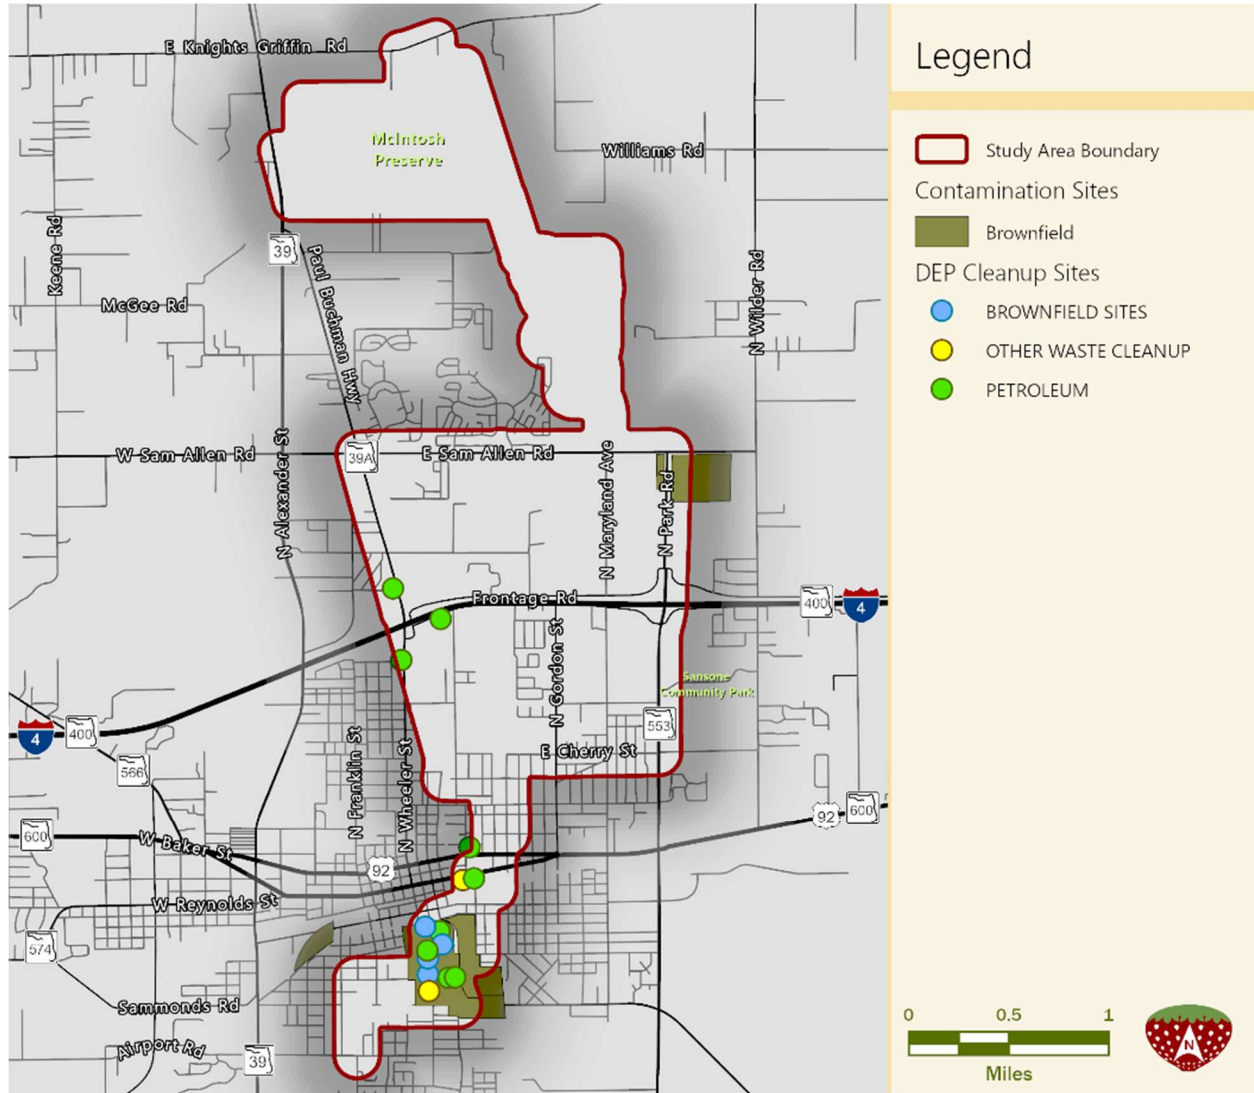 E Knights Griffin Rd
McIntosh
Preserve
Williams Rd
Keene Rd
39
Paul Buchman Hwy
McGee Rd
N Wilder Rd
W Sam Allen Rd
39A
E Sam Allen Rd
N Alexander St
N Maryland Ave
N Park Rd
Frontage Rd
400
4
N Gordon St
Sansone
Community Park
553
4
400
566
N Franklin St
N Wheeler St
E Cherry St
600
W Baker St
92
92
600
W Reynolds St
574
Sammonds Rd
Airport Rd
39
Legend
Study Area Boundary
Contamination Sites
Brownfield
DEP Cleanup Sites
BROWNFIELD SITES
OTHER WASTE CLEANUP
PETROLEUM
0 0.5 1
Miles
N